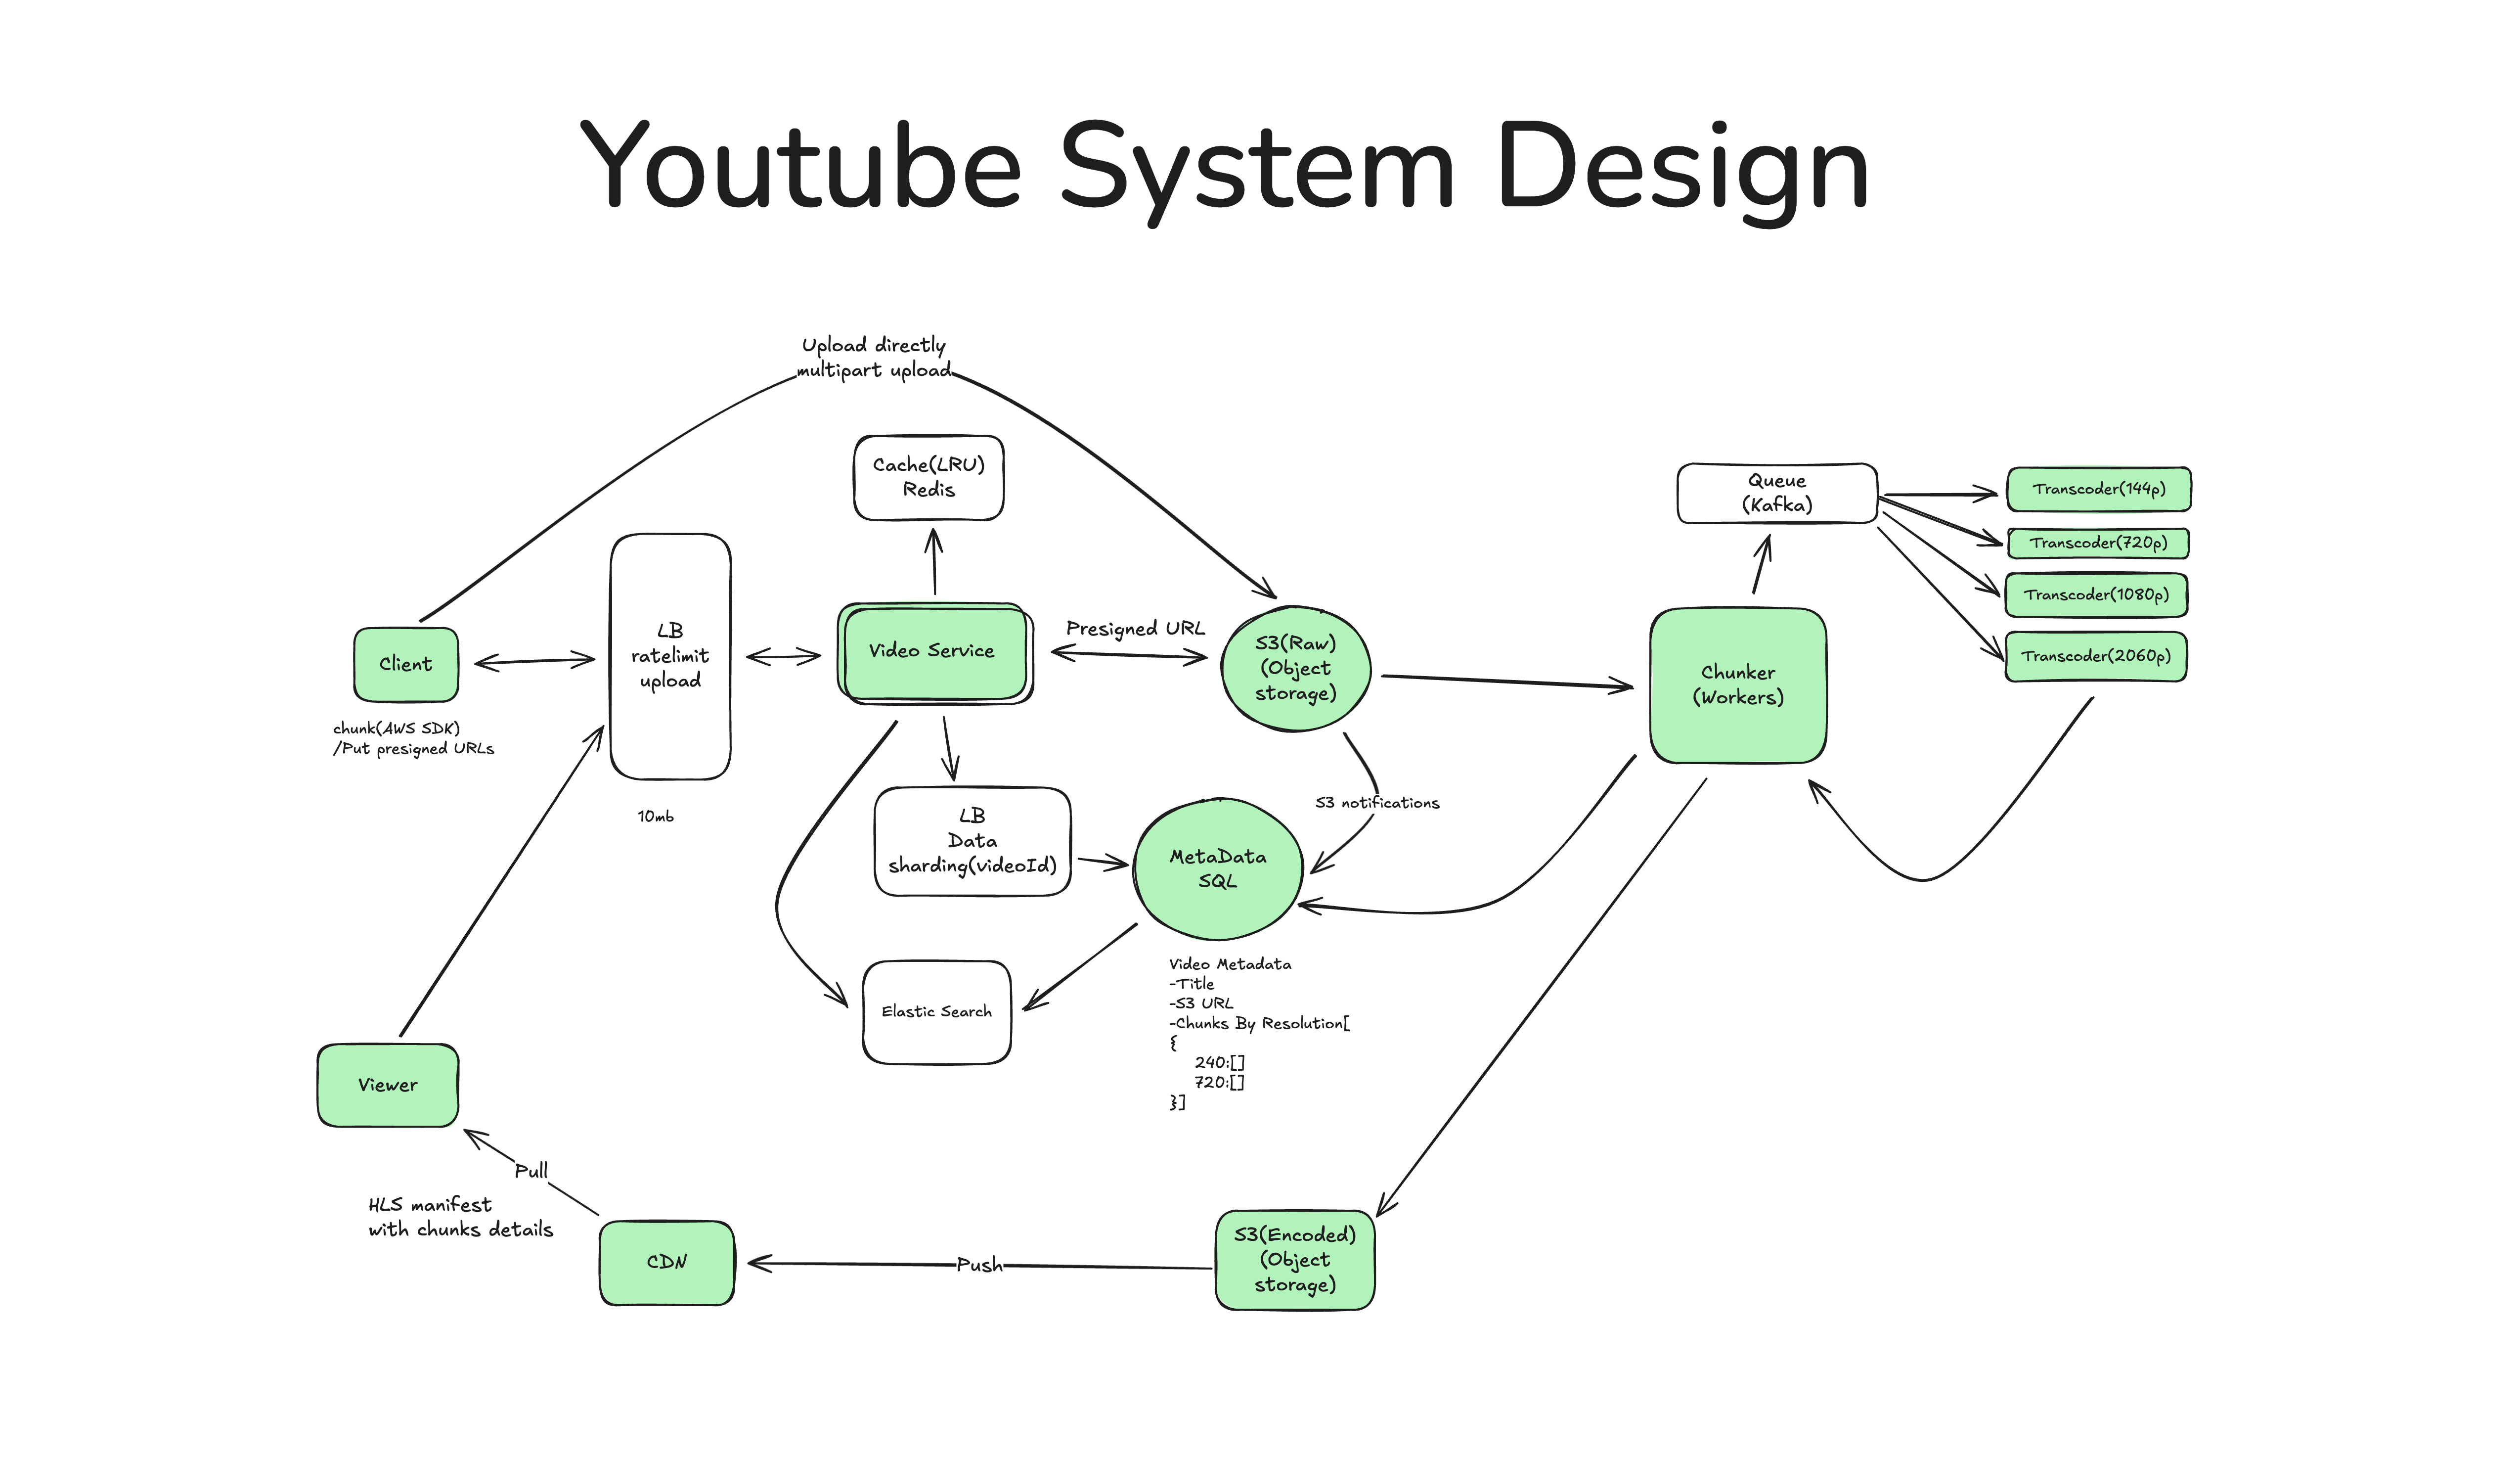 Youtube System Design
Upload directly
multipart upload
Cache(LRU)
Redis
Queue
(Kafka)
Transcoder(144p)
Transcoder(720p)
Transcoder(1080p)
Transcoder(2060p)
LB
ratelimit
upload
Client
Video Service
Presigned URL
S3(Raw)
(Object
storage)
Chunker
(Workers)
chunk(AWS SDK)
/Put presigned URLs
10mb
LB
Data
sharding(videoId)
S3 notifications
MetaData
SQL
Elastic Search
Video Metadata
-Title
-S3 URL
-Chunks By Resolution[
{
240:[]
720:[]
}]
Viewer
Pull
HLS manifest
with chunks details
CDN
Push
S3(Encoded)
(Object
storage)